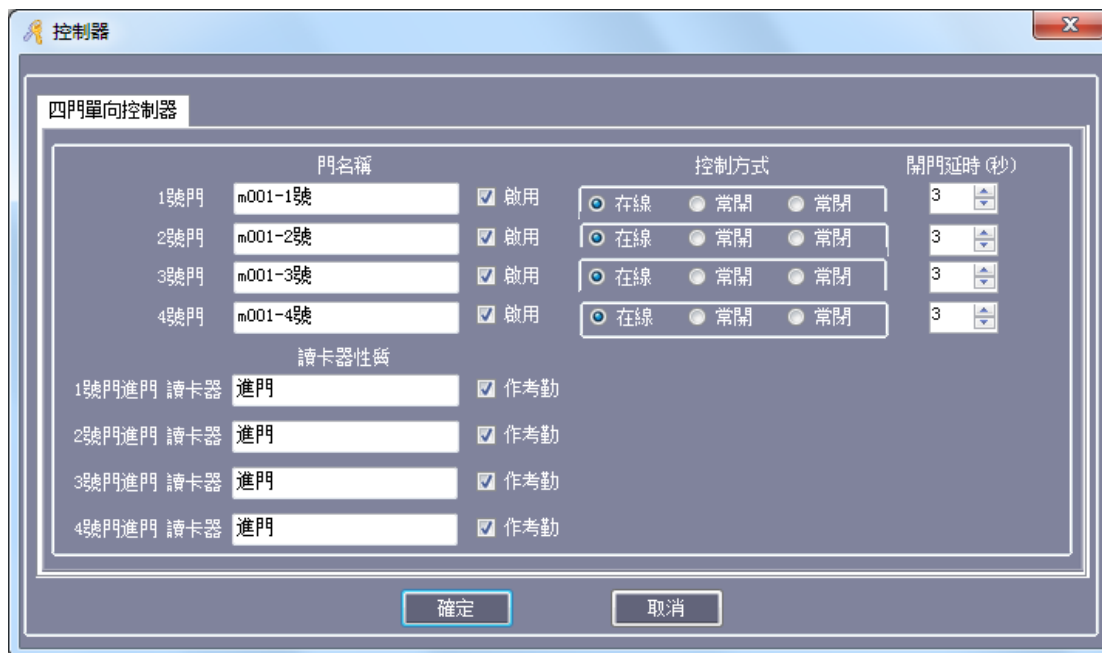 控制器
四門單向控制器
門名稱 控制方式 開門延時(秒)
1號門 m001-1號 啟用 在線 常開 常閉 3
2號門 m001-2號 啟用 在線 常開 常閉 3
3號門 m001-3號 啟用 在線 常開 常閉 3
4號門 m001-4號 啟用 在線 常開 常閉 3
讀卡器性質
1號門進門 讀卡器 進門 作考勤
2號門進門 讀卡器 進門 作考勤
3號門進門 讀卡器 進門 作考勤
4號門進門 讀卡器 進門 作考勤
確定 取消